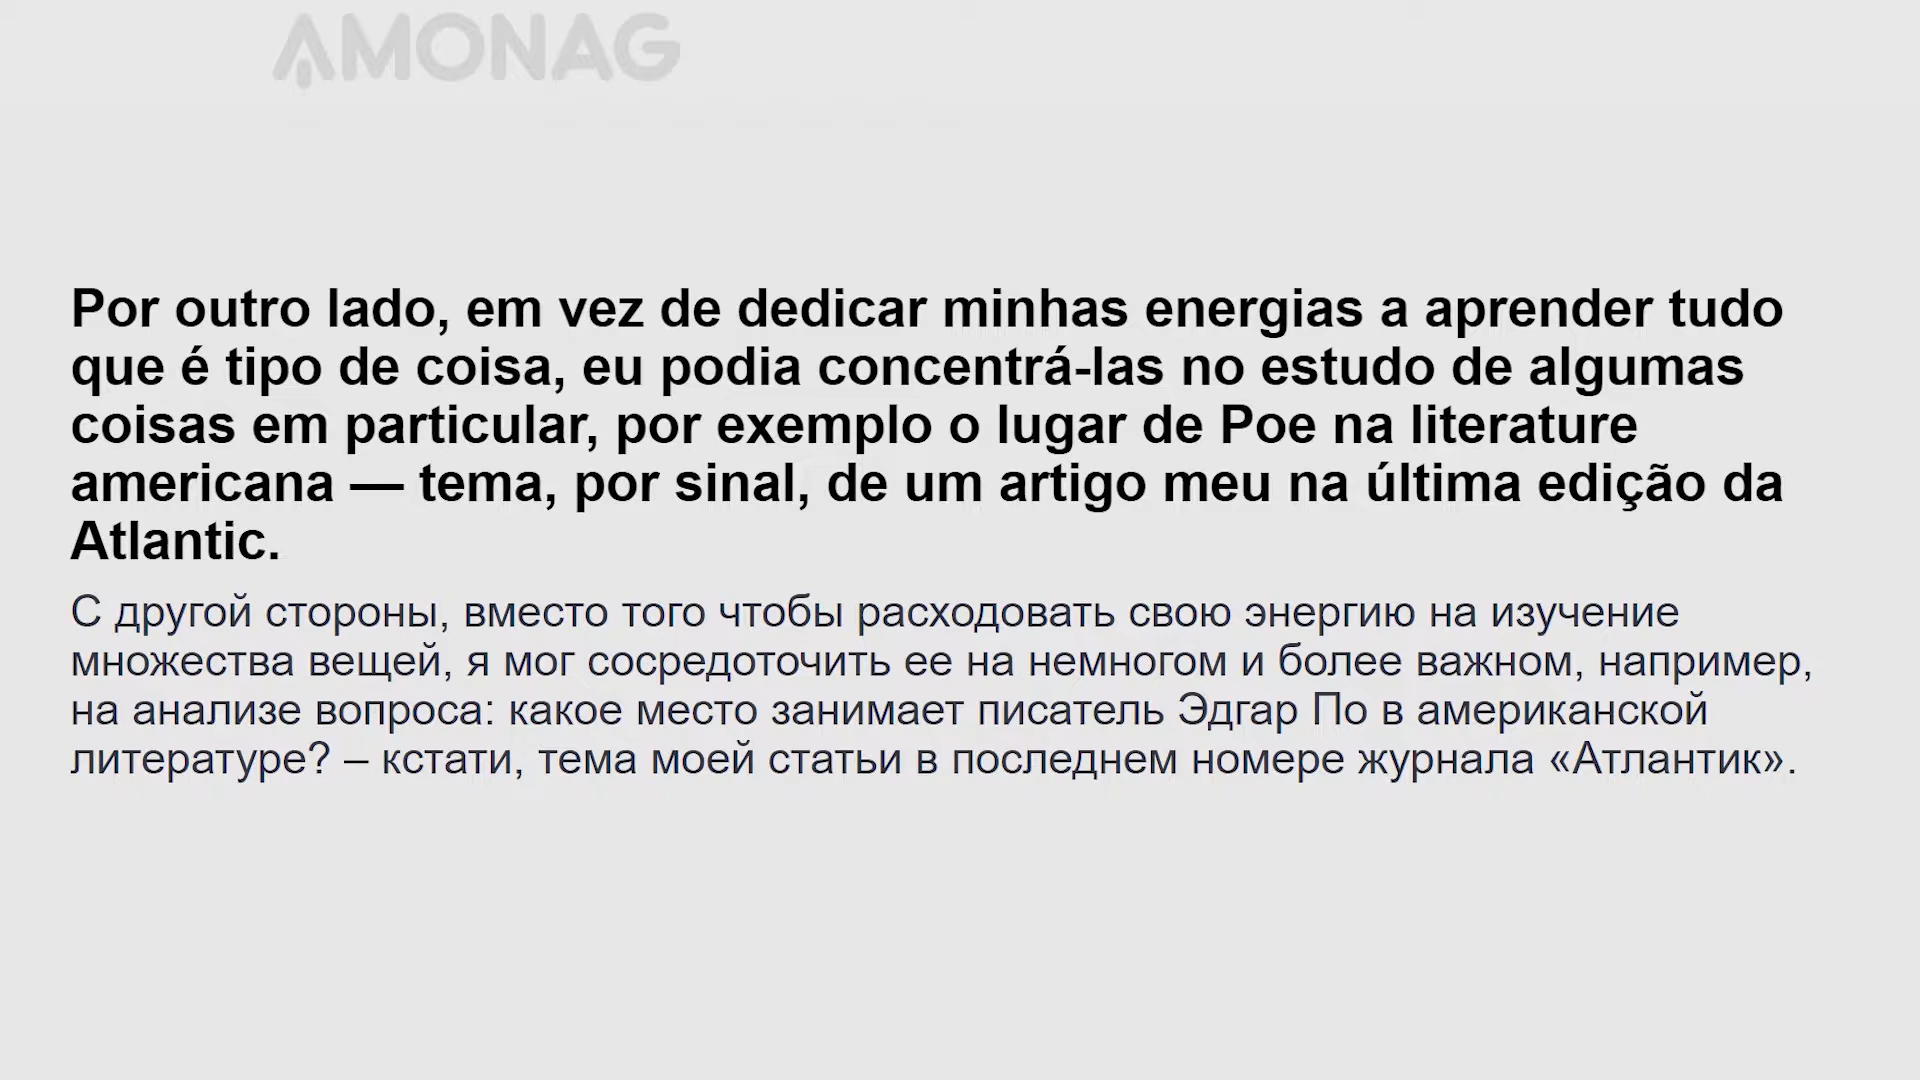 AMONAG
Por outro lado, em vez de dedicar minhas energias a aprender tudo
que é tipo de coisa, eu podia concentrá-las no estudo de algumas
coisas em particular, por exemplo o lugar de Poe na literature
americana — tema, por sinal, de um artigo meu na última edição da
Atlantic.
С другой стороны, вместо того чтобы расходовать свою энергию на изучение
множества вещей, я мог сосредоточить ее на немногом и более важном, например,
на анализе вопроса: какое место занимает писатель Эдгар По в американской
литературе? – кстати, тема моей статьи в последнем номере журнала «Атлантик».